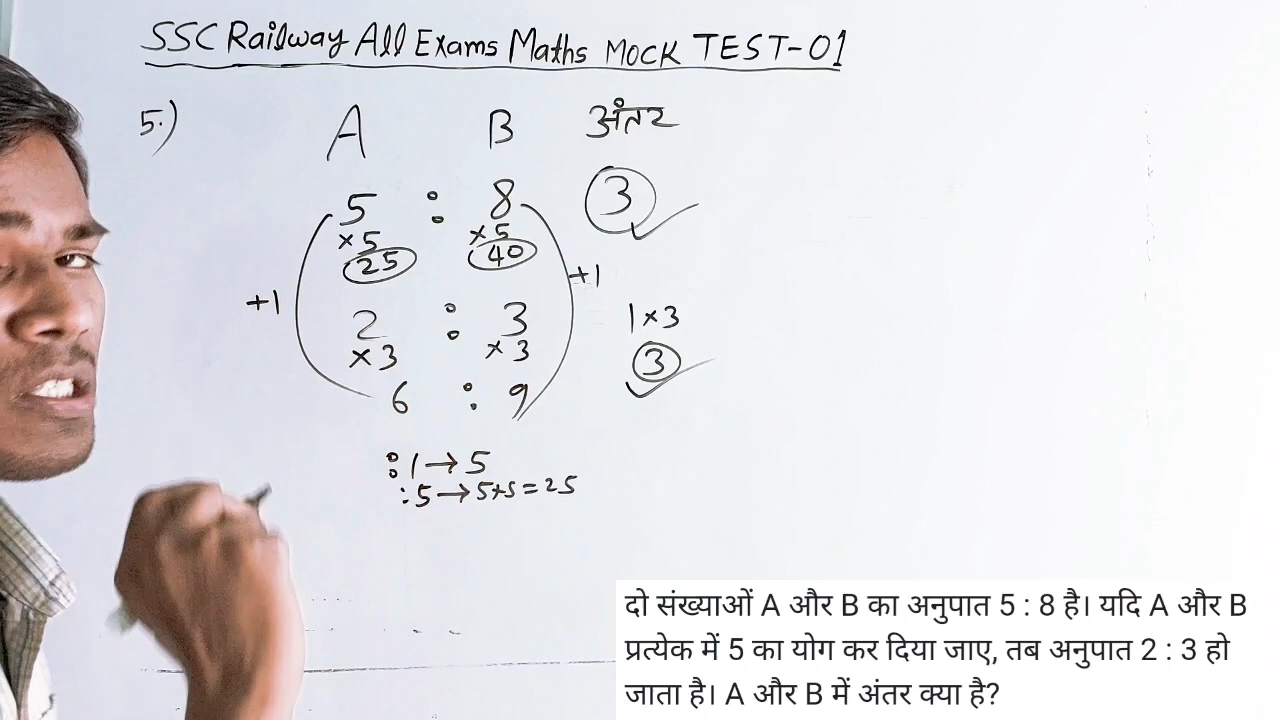 SSC Railway All Exams Maths MOCK TEST-01
5.) A B अंतर
5 : 8 3
×5 ×5
25 40
+1 +1
2 : 3 1×3
×3 ×3 3
6 : 9
: 1→5
: 5→5×5=25
दो संख्याओं A और B का अनुपात 5 : 8 है। यदि A और B
प्रत्येक में 5 का योग कर दिया जाए, तब अनुपात 2 : 3 हो
जाता है। A और B में अंतर क्या है?